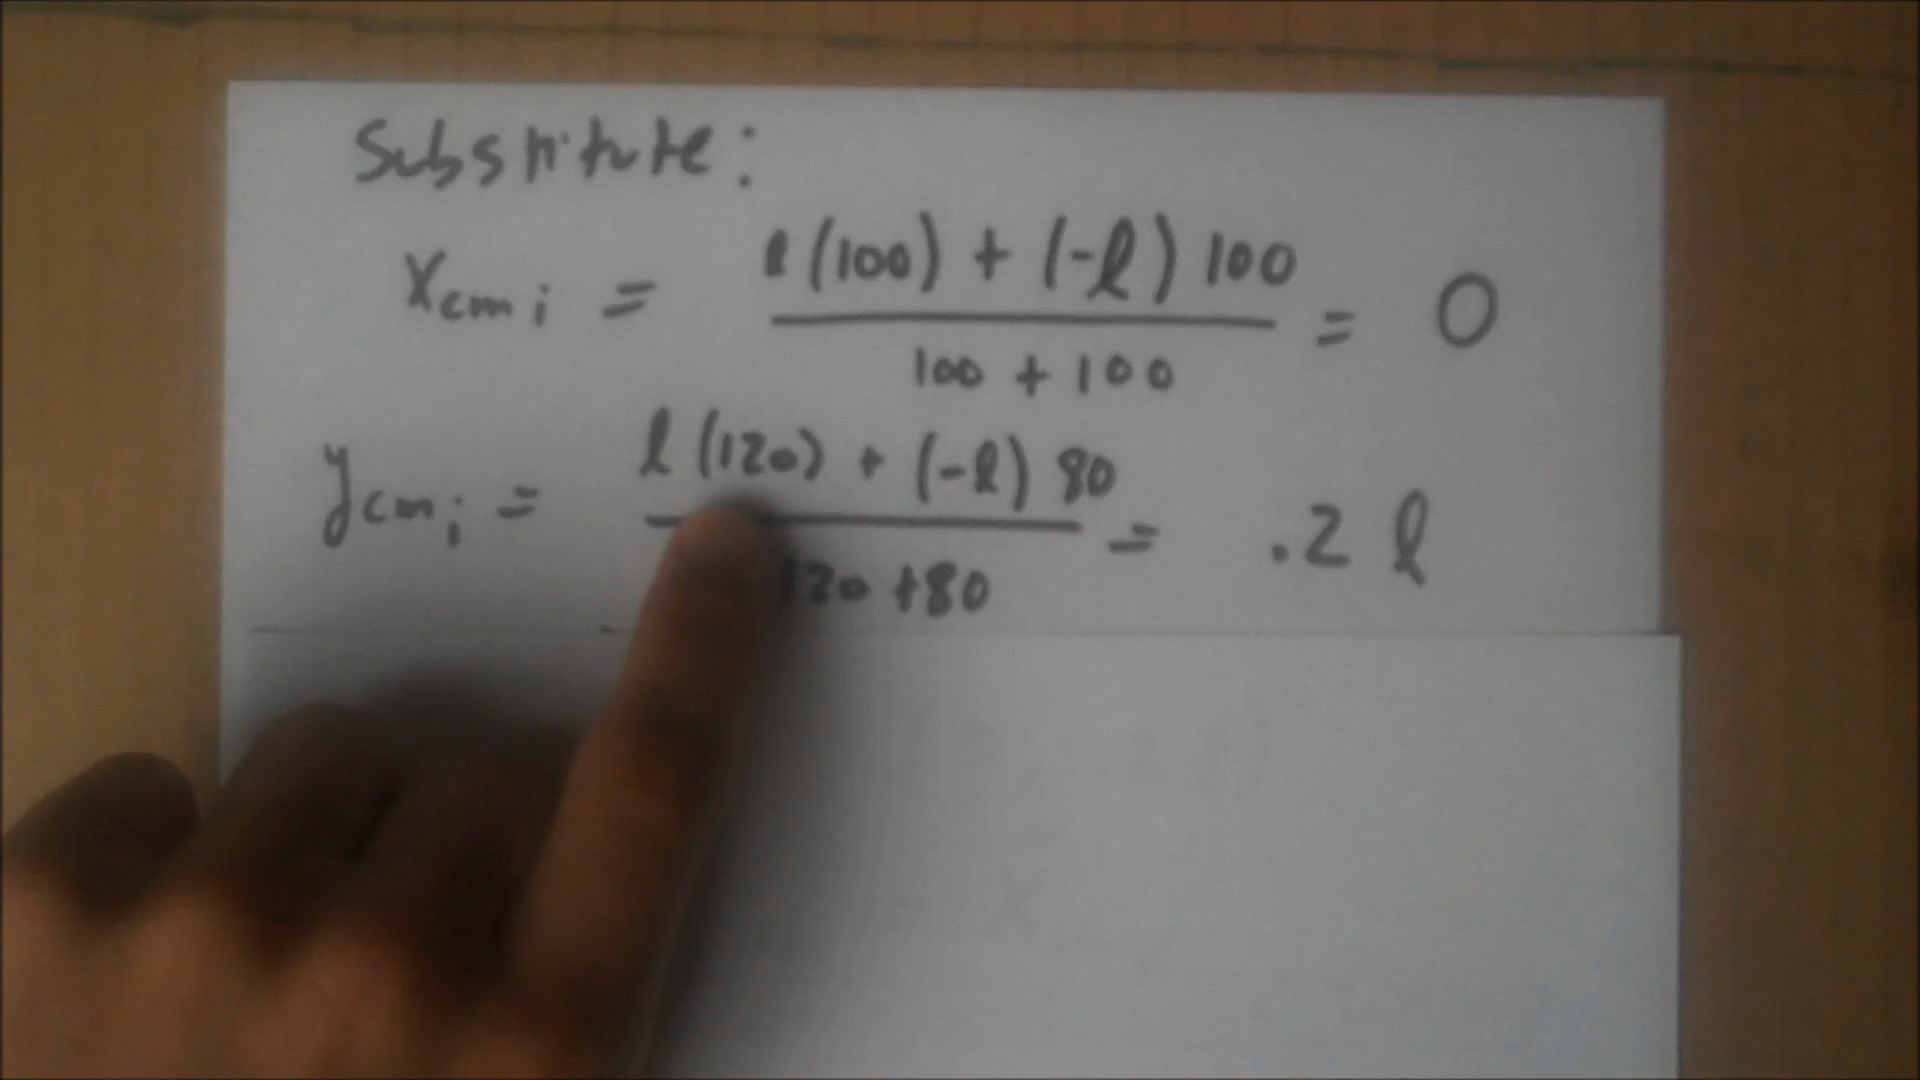 Substitute:
l (100) + (-l) 100
Xcmi = = 0
100 + 100
l (120) + (-l) 80
ycmi = = .2 l
120 + 80